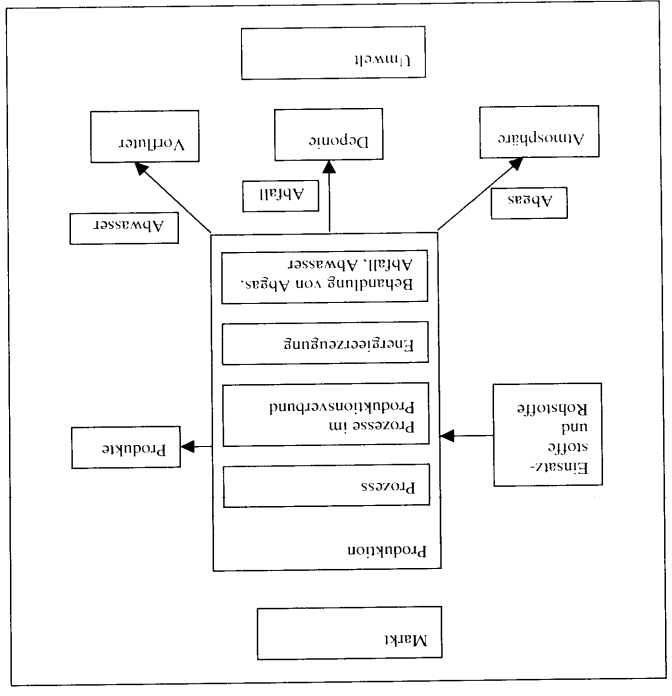 Markt
Produktion
Prozess
Prozesse im
Produktionsverbund
Energieerzeugung
Behandlung von Abgas,
Abfall, Abwasser
Einsatz-
stoffe
und
Rohstoffe
Produkte
Abgas
Abfall
Abwasser
Atmosphäre
Deponie
Vorfluter
Umwelt